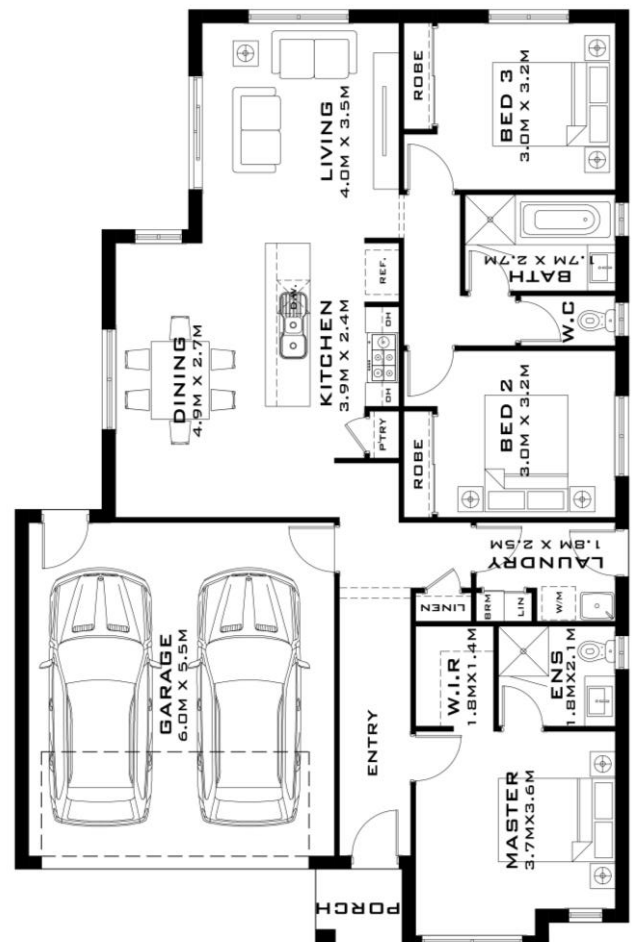 ROBE
BED 3
3.0M X 3.2M
LIVING
4.0M X 3.5M
BATH
1.7M X 2.7M
REF.
D.W.
OH
OH
W.C
KITCHEN
3.9M X 2.4M
DINING
4.9M X 2.7M
P'TRY
ROBE
BED 2
3.0M X 3.2M
LAUNDRY
1.8M X 2.5M
LINEN
BRM
LIN
W/M
GARAGE
6.0M X 5.5M
W.I.R
1.8MX1.4M
ENS
1.8MX2.1M
ENTRY
MASTER
3.7MX3.6M
PORCH